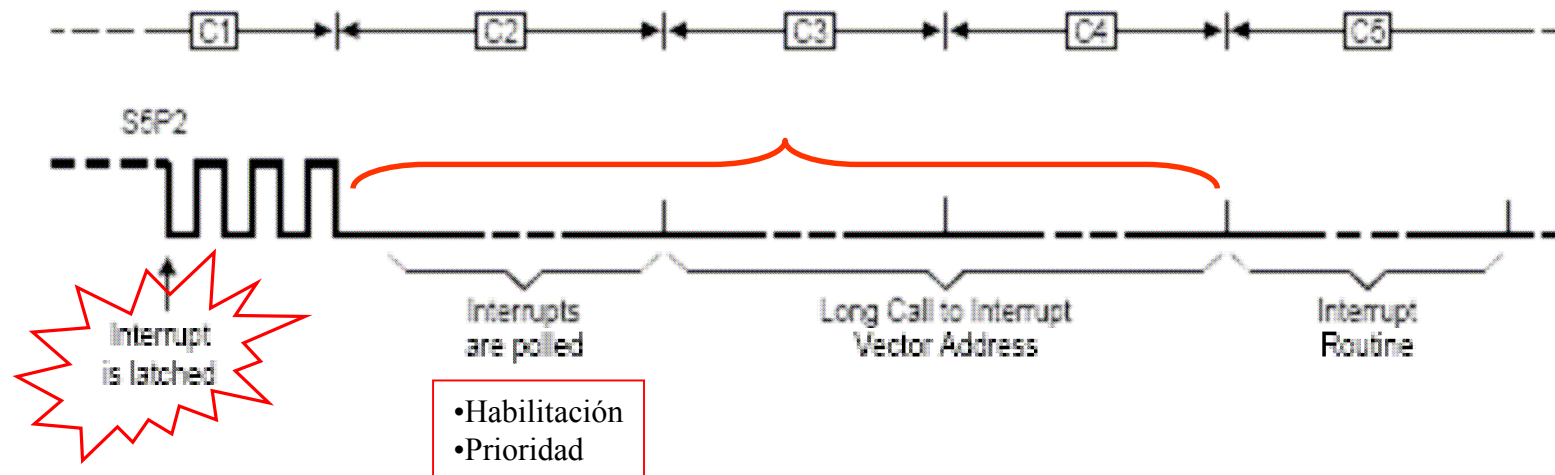 C1
C2
C3
C4
C5
S5P2
Interrupt
is latched
Interrupts
are polled
Long Call to Interrupt
Vector Address
Interrupt
Routine
•Habilitación
•Prioridad